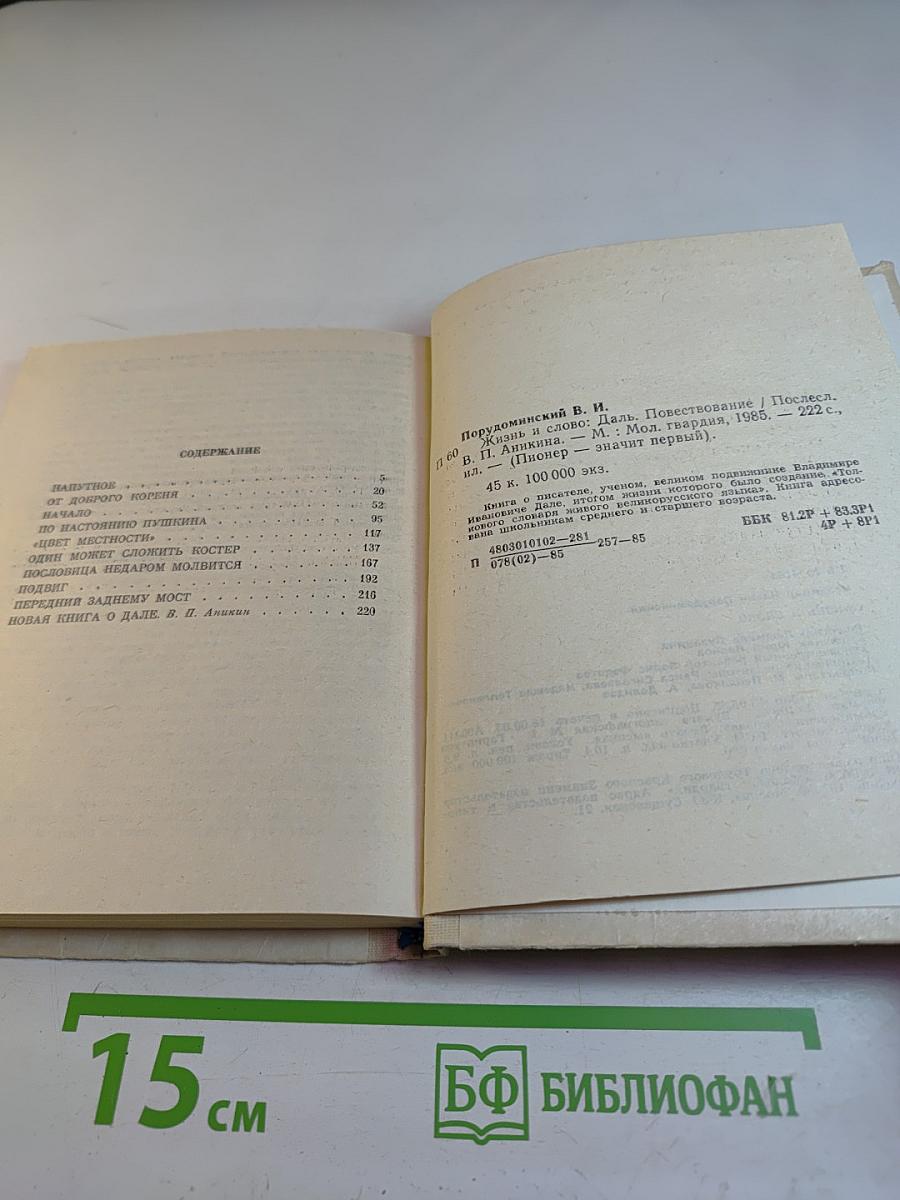 СОДЕРЖАНИЕ
НАПУТНОЕ . . . 5
ОТ ДОБРОГО КОРЕНЯ . . . 20
НАЧАЛО . . . 52
ПО НАСТОЯНИЮ ПУШКИНА . . . 95
«ЦВЕТ МЕСТНОСТИ» . . . 117
ОДИН МОЖЕТ СЛОЖИТЬ КОСТЕР . . . 137
ПОСЛОВИЦА НЕДАРОМ МОЛВИТСЯ . . . 167
ПОДВИГ . . . 192
ПЕРЕДНИЙ ЗАДНЕМУ МОСТ . . . 216
НОВАЯ КНИГА О ДАЛЕ. В. П. Аникин . . . 220
Порудоминский В. И.
П 60 Жизнь и слово: Даль. Повествование / Послесл.
В. П. Аникина. — М. : Мол. гвардия, 1985. — 222 с.,
ил. — (Пионер — значит первый).
45 к. 100 000 экз.
Книга о писателе, ученом, великом подвижнике Владимире
Ивановиче Дале, итогом жизни которого было создание «Тол-
кового словаря живого великорусского языка». Книга адресо-
вана школьникам среднего и старшего возраста.
П 4803010102—281
078(02)—85 257—85
ББК 81.2Р + 83.3Р1
4Р + 8Р1
15 см
БФ БИБЛИОФАН